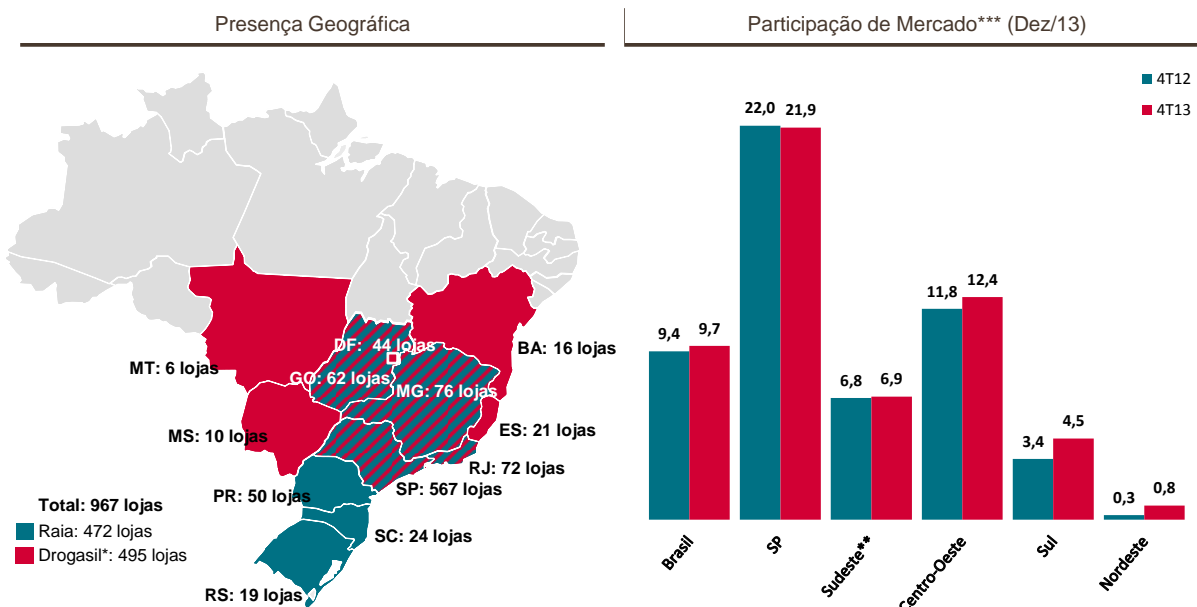 Presença Geográfica
DF: 44 lojas
BA: 16 lojas
MT: 6 lojas
GO: 62 lojas
MG: 76 lojas
MS: 10 lojas
ES: 21 lojas
RJ: 72 lojas
SP: 567 lojas
PR: 50 lojas
Total: 967 lojas
Raia: 472 lojas
SC: 24 lojas
Drogasil*: 495 lojas
RS: 19 lojas
Participação de Mercado*** (Dez/13)
4T12
4T13
22,0 21,9
11,8 12,4
9,4 9,7
6,8 6,9
3,4 4,5
0,3 0,8
Brasil
SP
Sudeste**
Centro-Oeste
Sul
Nordeste